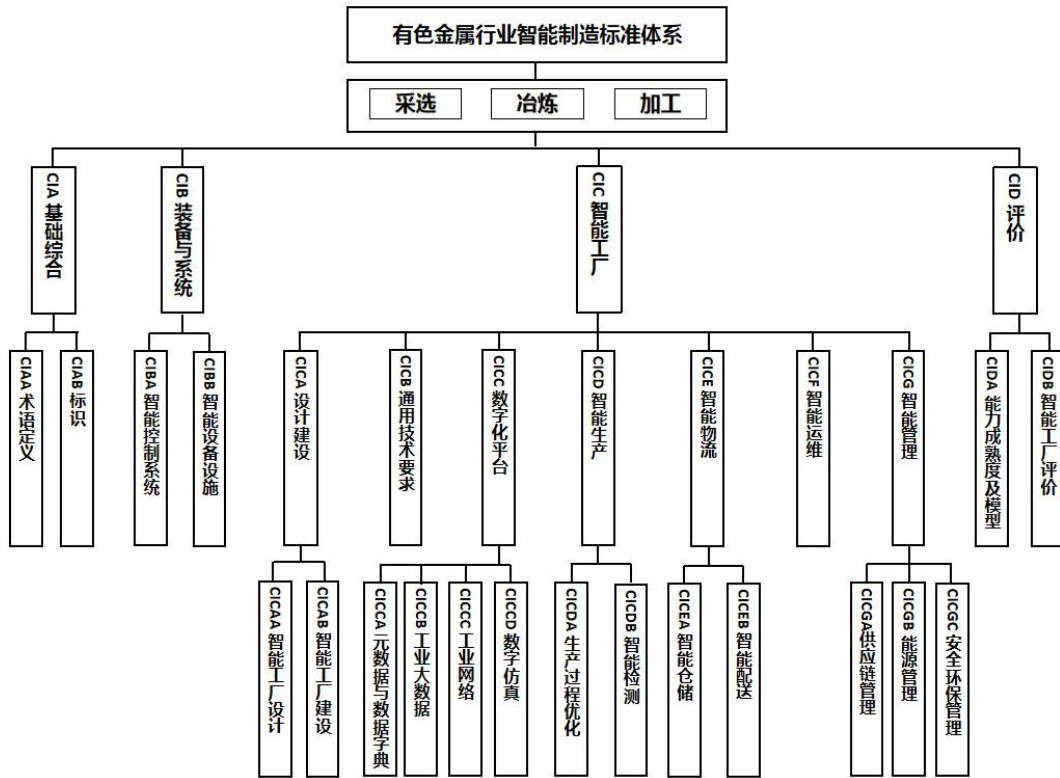 有色金属行业智能制造标准体系
采选
冶炼
加工
CIA 基础综合
CIB 装备与系统
CIC 智能工厂
CID 评价
CIAA 术语定义
CIAB 标识
CIBA 智能控制系统
CIBB 智能设备设施
CICA 设计建设
CICB 通用技术要求
CICC 数字化平台
CICD 智能生产
CICE 智能物流
CICF 智能运维
CICG 智能管理
CIDA 能力成熟度及模型
CIDB 智能工厂评价
CICAA 智能工厂设计
CICAB 智能工厂建设
CICCA 元数据与数据字典
CICCB 工业大数据
CICCC 工业网络
CICCD 数字仿真
CICDA 生产过程优化
CICDB 智能检测
CICEA 智能仓储
CICEB 智能配送
CICGA供应链管理
CICGB 能源管理
CICGC 安全环保管理